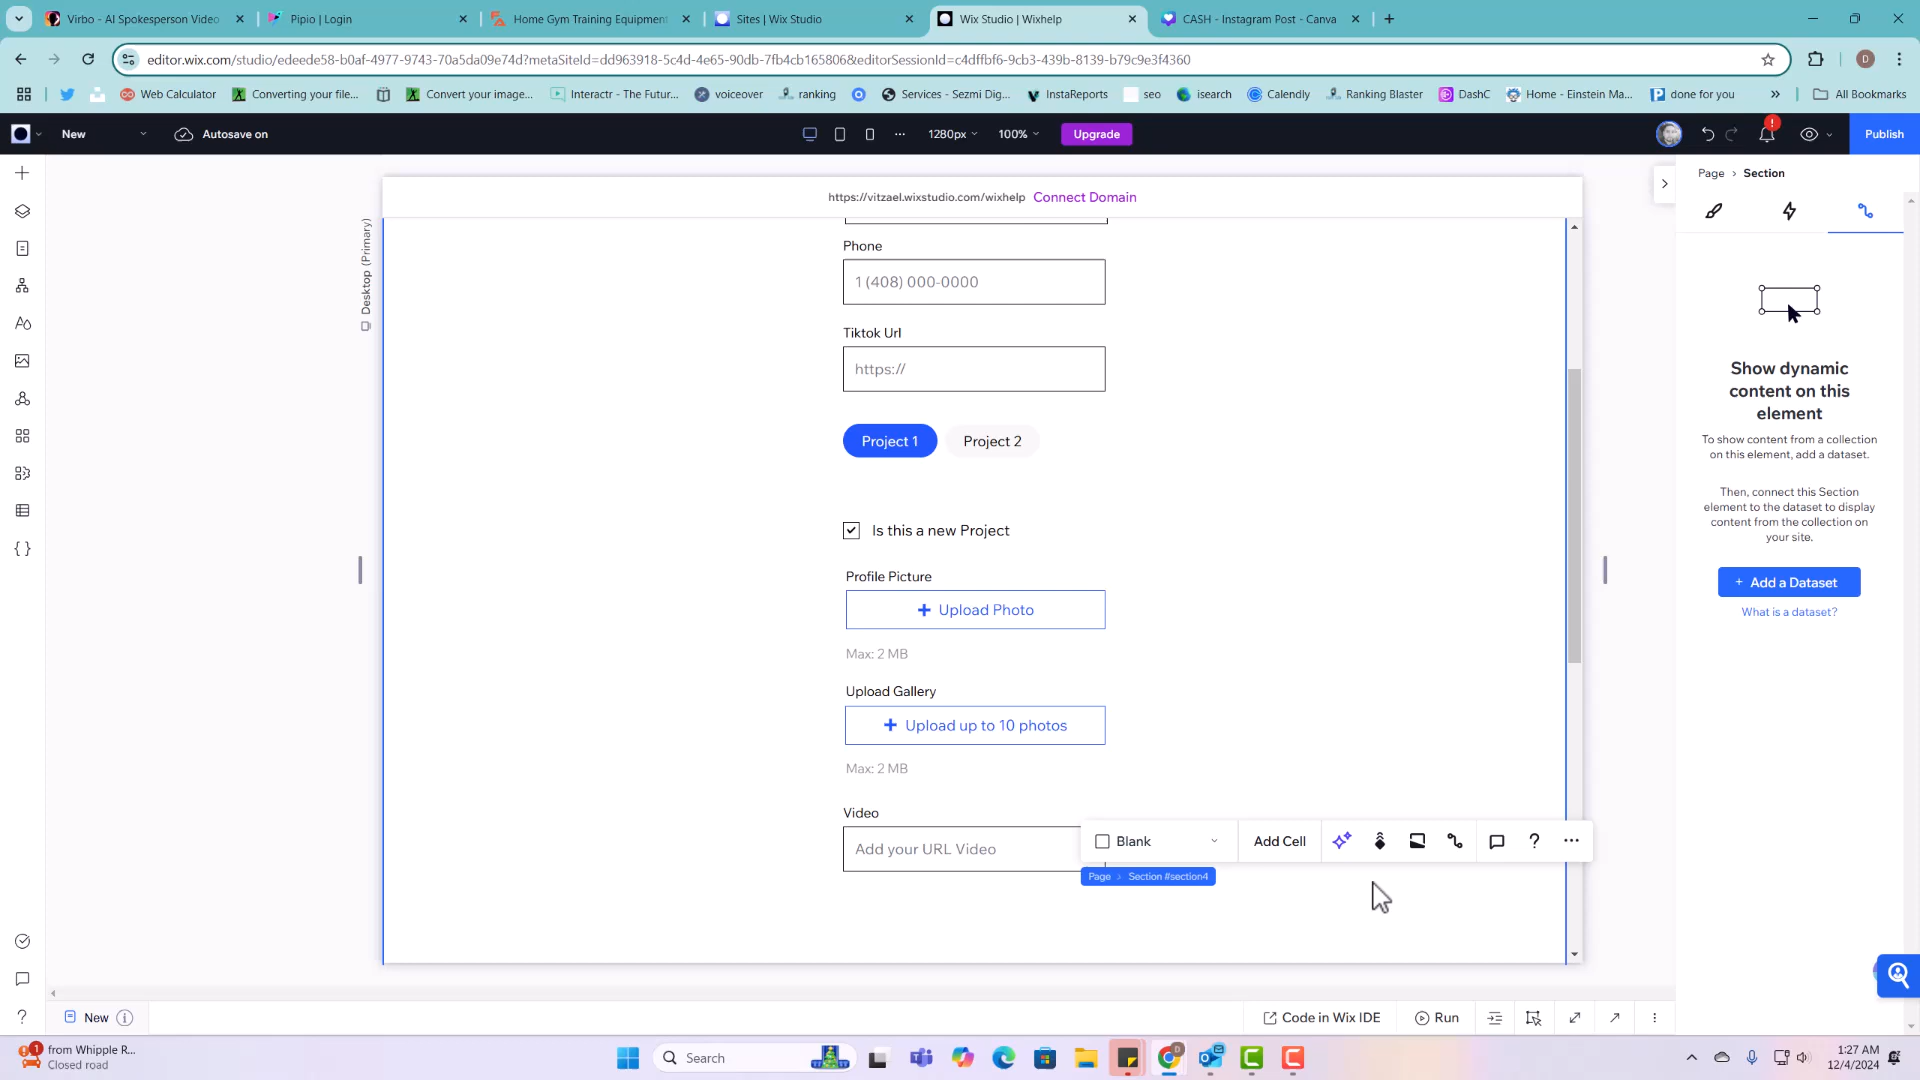 Virbo - AI Spokesperson Video
Pipio | Login
Home Gym Training Equipment
Sites | Wix Studio
Wix Studio | Wixhelp
CASH - Instagram Post - Canva
editor.wix.com/studio/edeede58-b0af-4977-9743-70a5da09e74d?metaSiteId=dd963918-5c4d-4e65-90db-7fb4cb165806&editorSessionId=c4dffbf6-9cb3-439b-8139-b79c9e3f4360
D
Web Calculator
Converting your file...
Convert your image...
Interactr - The Futur...
voiceover
ranking
Services - Sezmi Dig...
InstaReports
seo
isearch
Calendly
Ranking Blaster
DashC
Home - Einstein Ma...
done for you
All Bookmarks
New
Autosave on
1280px
100%
Upgrade
Publish
https://vitzael.wixstudio.com/wixhelp Connect Domain
Page > Section
Desktop (Primary)
Phone
1 (408) 000-0000
Tiktok Url
https://
Project 1
Project 2
Is this a new Project
Profile Picture
+ Upload Photo
Max: 2 MB
Upload Gallery
+ Upload up to 10 photos
Max: 2 MB
Video
Add your URL Video
Blank
Add Cell
Page > Section #section4
Show dynamic
content on this
element
To show content from a collection
on this element, add a dataset.
Then, connect this Section
element to the dataset to display
content from the collection on
your site.
+ Add a Dataset
What is a dataset?
New
Code in Wix IDE
Run
1
from Whipple R...
Closed road
Search
1:27 AM
12/4/2024